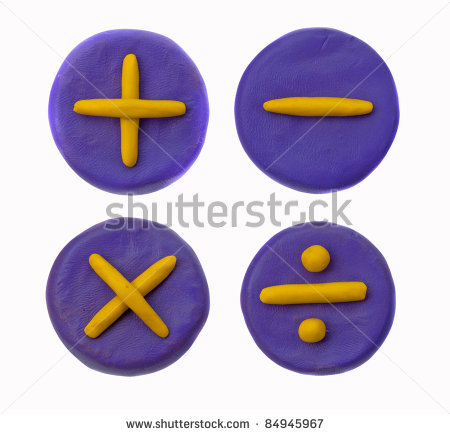 + −
× ÷
shutterstock®
www.shutterstock.com · 84945967